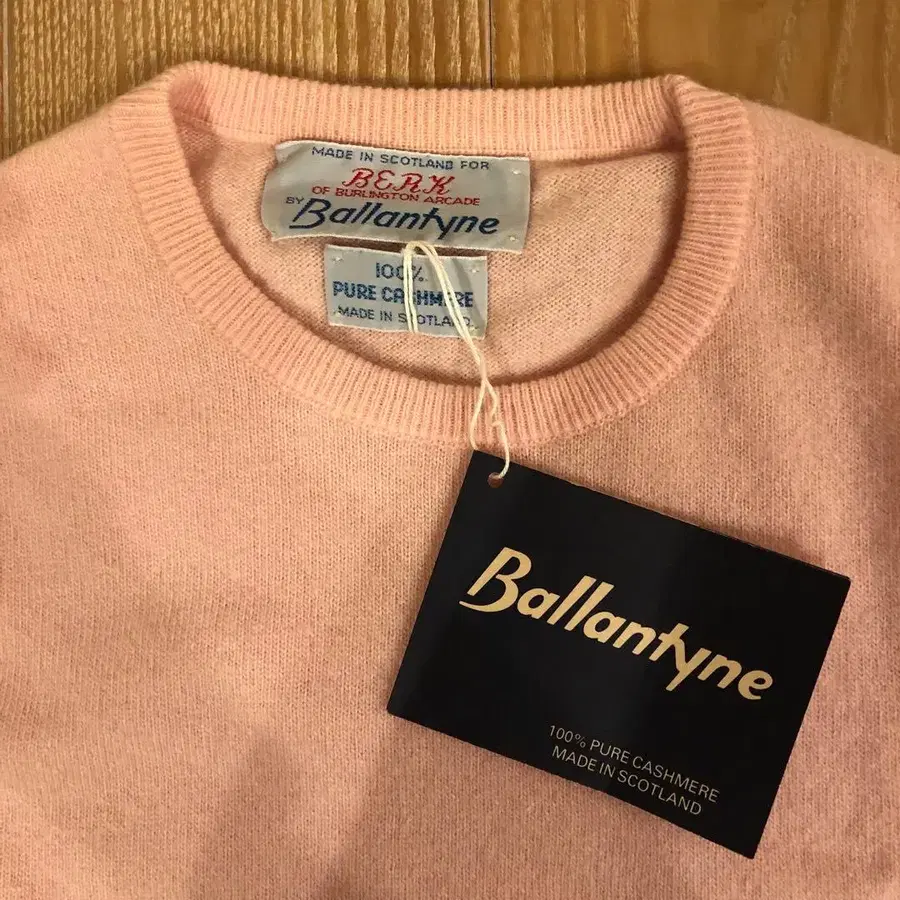 MADE IN SCOTLAND FOR
BERK
OF BURLINGTON ARCADE
BY Ballantyne
100%
PURE CASHMERE
MADE IN SCOTLAND
Ballantyne
100% PURE CASHMERE
MADE IN SCOTLAND